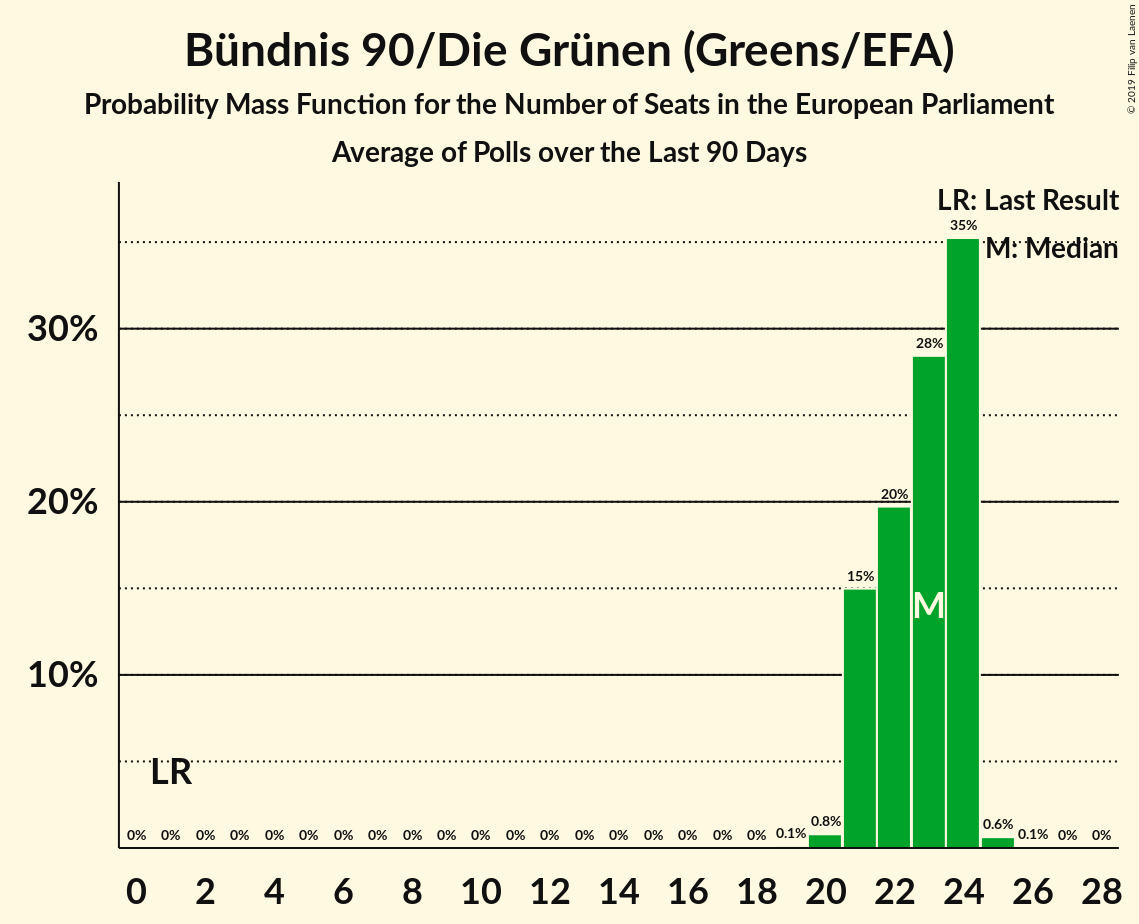 Bündnis 90/Die Grünen (Greens/EFA)
Probability Mass Function for the Number of Seats in the European Parliament
Average of Polls over the Last 90 Days
© 2019 Filip van Laenen
LR: Last Result
M: Median
35%
30%
28%
20%
20%
15%
M
10%
LR
0% 0% 0% 0% 0% 0% 0% 0% 0% 0% 0% 0% 0% 0% 0% 0% 0% 0% 0% 0.1% 0.8% 0.6% 0.1% 0% 0%
0 2 4 6 8 10 12 14 16 18 20 22 24 26 28